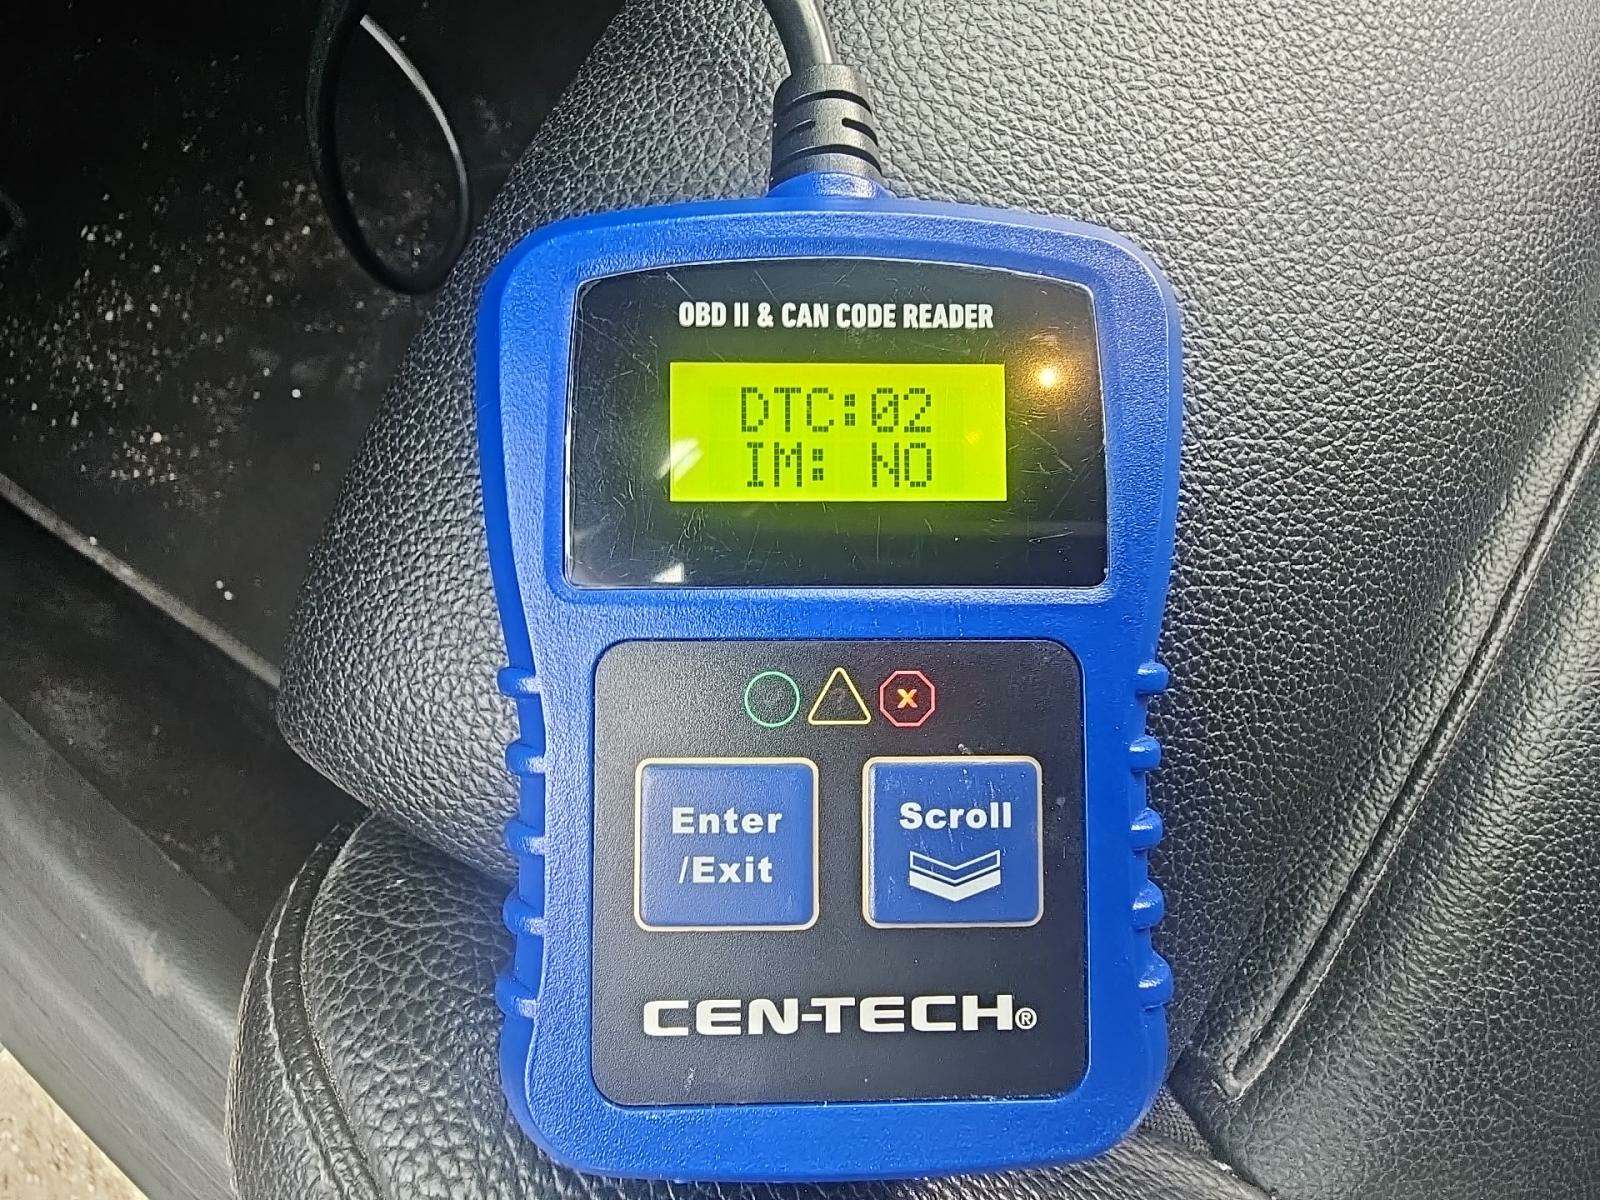 OBD II & CAN CODE READER
DTC:02
IM: NO
X
Enter
/Exit
Scroll
CEN-TECH®